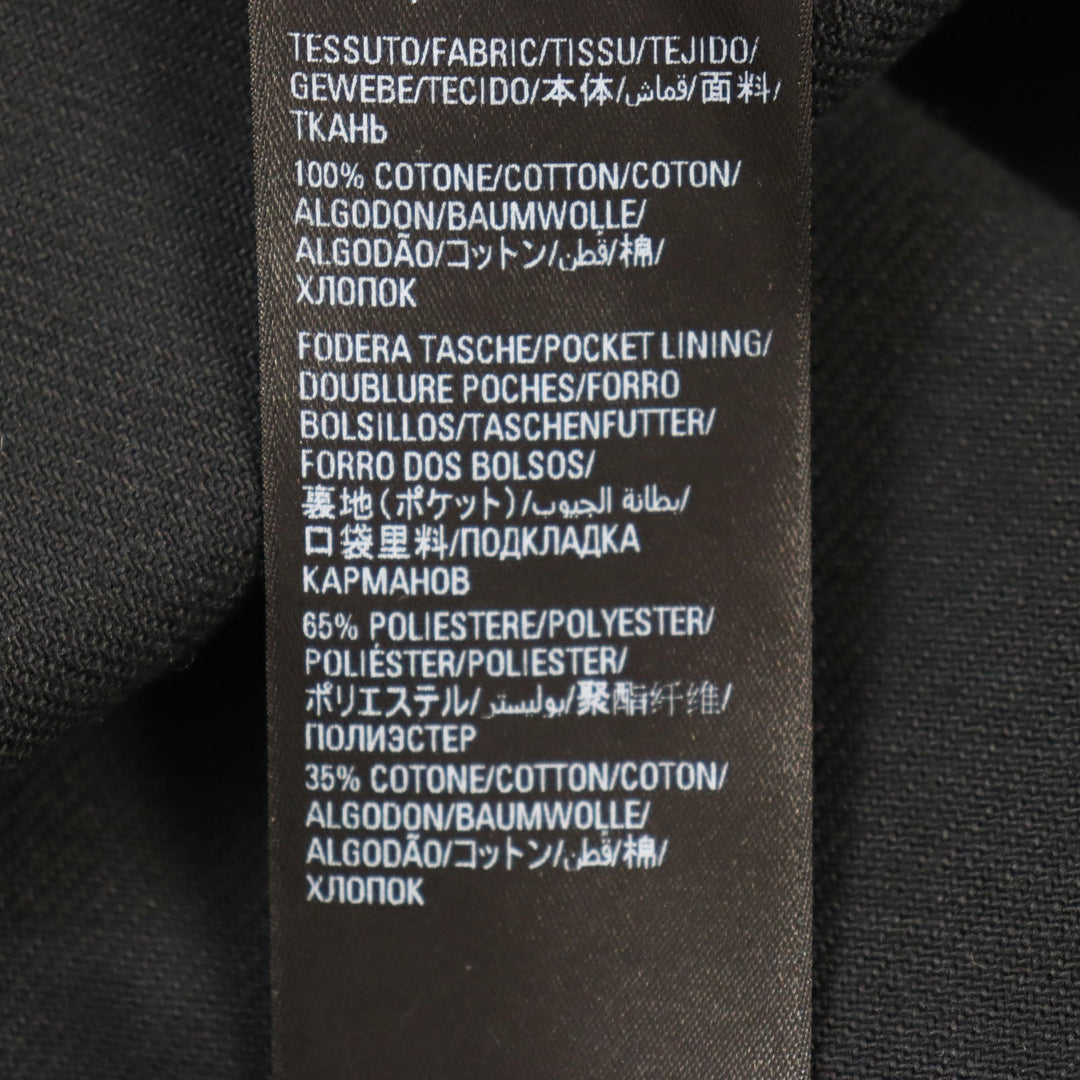 TESSUTO/FABRIC/TISSU/TEJIDO/
GEWEBE/TECIDO/本体/قماش/面料/
ТКАНЬ
100% COTONE/COTTON/COTON/
ALGODON/BAUMWOLLE/
ALGODÃO/コットン/قطن/棉/
ХЛОПОК
FODERA TASCHE/POCKET LINING/
DOUBLURE POCHES/FORRO
BOLSILLOS/TASCHENFUTTER/
FORRO DOS BOLSOS/
裏地(ポケット)/بطانة الجيوب/
口袋里料/ПОДКЛАДКА
КАРМАНОВ
65% POLIESTERE/POLYESTER/
POLIÉSTER/POLIESTER/
ポリエステル/بوليستر/聚酯纤维/
ПОЛИЭСТЕР
35% COTONE/COTTON/COTON/
ALGODON/BAUMWOLLE/
ALGODÃO/コットン/قطن/棉/
ХЛОПОК